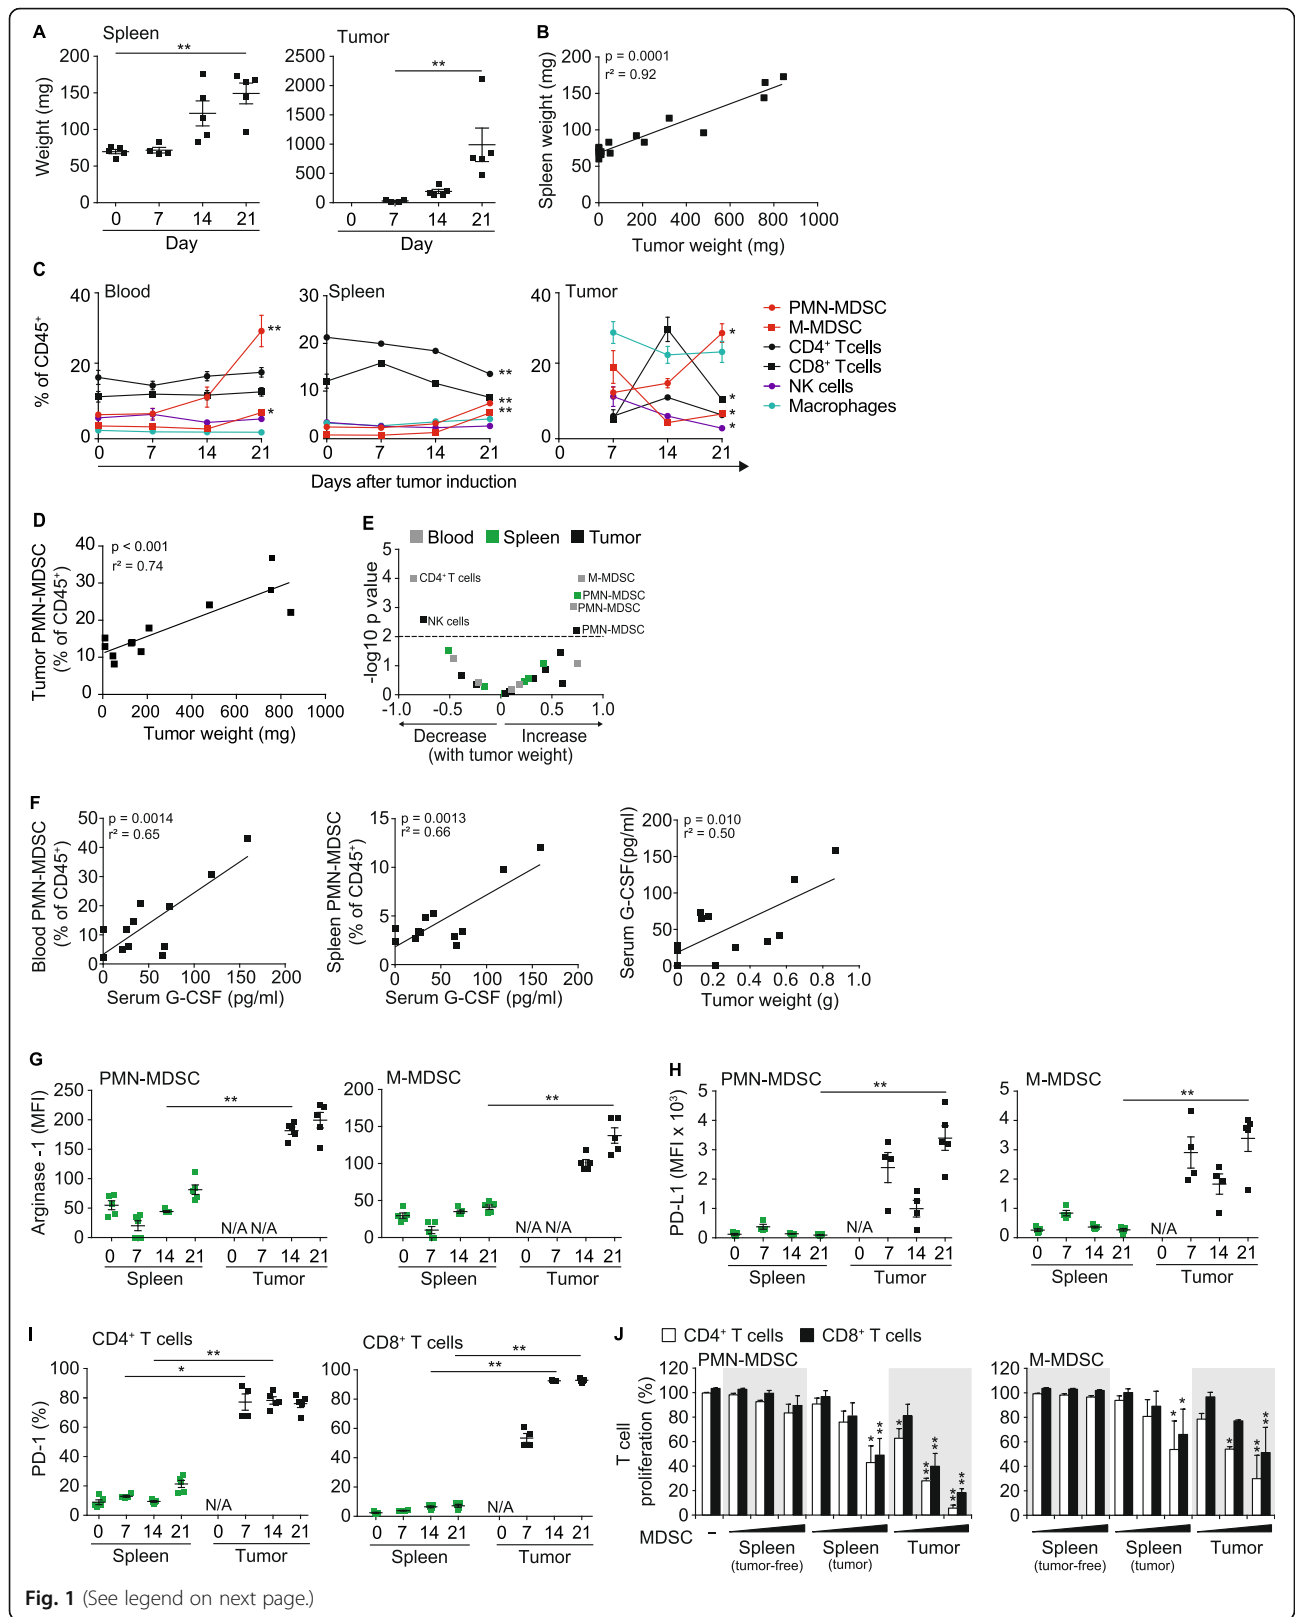 A
Spleen
**
Weight (mg)
200
150
100
50
0
0 7 14 21
Day
Tumor
**
2500
2000
1500
1000
500
0
0 7 14 21
Day
B
p = 0.0001
r² = 0.92
Spleen weight (mg)
200
150
100
50
0
0 200 400 600 800 1000
Tumor weight (mg)
C
Blood
% of CD45⁺
40
20
0
0 7 14 21
**
*
Spleen
30
20
10
0
0 7 14 21
**
**
**
Tumor
40
20
0
0 7 14 21
*
*
*
*
Days after tumor induction
PMN-MDSC
M-MDSC
CD4⁺ Tcells
CD8⁺ Tcells
NK cells
Macrophages
D
p < 0.001
r² = 0.74
Tumor PMN-MDSC
(% of CD45⁺)
40
30
20
10
0
0 200 400 600 800 1000
Tumor weight (mg)
E
Blood Spleen Tumor
-log10 p value
5
4
3
2
1
0
CD4⁺ T cells
M-MDSC
PMN-MDSC
PMN-MDSC
NK cells
PMN-MDSC
-1.0 -0.5 0 0.5 1.0
Decrease Increase
(with tumor weight)
F
p = 0.0014
r² = 0.65
Blood PMN-MDSC
(% of CD45⁺)
50
40
30
20
10
0
0 50 100 150 200
Serum G-CSF (pg/ml)
p = 0.0013
r² = 0.66
Spleen PMN-MDSC
(% of CD45⁺)
15
10
5
0
0 50 100 150 200
Serum G-CSF (pg/ml)
p = 0.010
r² = 0.50
Serum G-CSF(pg/ml)
200
150
100
50
0
0 0.2 0.4 0.6 0.8 1.0
Tumor weight (g)
G
PMN-MDSC
**
Arginase -1 (MFI)
250
200
150
100
50
0
N/A N/A
0 7 14 21 0 7 14 21
Spleen Tumor
M-MDSC
**
200
150
100
50
0
N/A N/A
0 7 14 21 0 7 14 21
Spleen Tumor
H
PMN-MDSC
**
PD-L1 (MFI x 10³)
5
4
3
2
1
0
N/A
0 7 14 21 0 7 14 21
Spleen Tumor
M-MDSC
**
5
4
3
2
1
0
N/A
0 7 14 21 0 7 14 21
Spleen Tumor
I
CD4⁺ T cells
**
*
PD-1 (%)
100
80
60
40
20
0
N/A
0 7 14 21 0 7 14 21
Spleen Tumor
CD8⁺ T cells
**
**
100
80
60
40
20
0
N/A
0 7 14 21 0 7 14 21
Spleen Tumor
J
CD4⁺ T cells CD8⁺ T cells
PMN-MDSC
T cell
proliferation (%)
120
100
80
60
40
20
0
* ** * ** ** ** **
MDSC –
Spleen
(tumor-free)
Spleen
(tumor)
Tumor
M-MDSC
120
100
80
60
40
20
0
* * * ** **
Spleen
(tumor-free)
Spleen
(tumor)
Tumor
Fig. 1 (See legend on next page.)